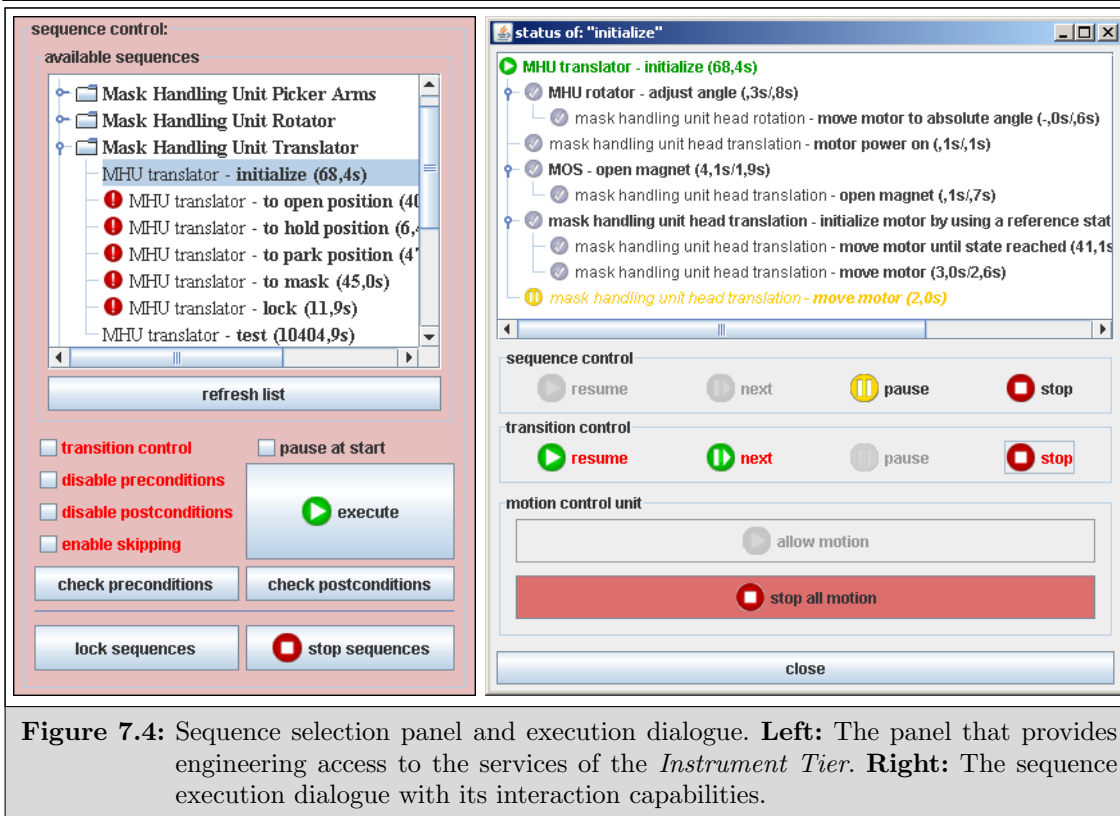 sequence control:
available sequences
Mask Handling Unit Picker Arms
Mask Handling Unit Rotator
Mask Handling Unit Translator
MHU translator - initialize (68,4s)
MHU translator - to open position (40
MHU translator - to hold position (6,4
MHU translator - to park position (47
MHU translator - to mask (45,0s)
MHU translator - lock (11,9s)
MHU translator - test (10404,9s)
refresh list
transition control
pause at start
disable preconditions
disable postconditions
enable skipping
execute
check preconditions
check postconditions
lock sequences
stop sequences
status of: "initialize"
MHU translator - initialize (68,4s)
MHU rotator - adjust angle (,3s/,8s)
mask handling unit head rotation - move motor to absolute angle (-,0s/,6s)
mask handling unit head translation - motor power on (,1s/,1s)
MOS - open magnet (4,1s/1,9s)
mask handling unit head translation - open magnet (,1s/,7s)
mask handling unit head translation - initialize motor by using a reference stat
mask handling unit head translation - move motor until state reached (41,1s
mask handling unit head translation - move motor (3,0s/2,6s)
mask handling unit head translation - move motor (2,0s)
sequence control
resume
next
pause
stop
transition control
resume
next
pause
stop
motion control unit
allow motion
stop all motion
close
Figure 7.4: Sequence selection panel and execution dialogue. Left: The panel that provides
engineering access to the services of the Instrument Tier. Right: The sequence
execution dialogue with its interaction capabilities.